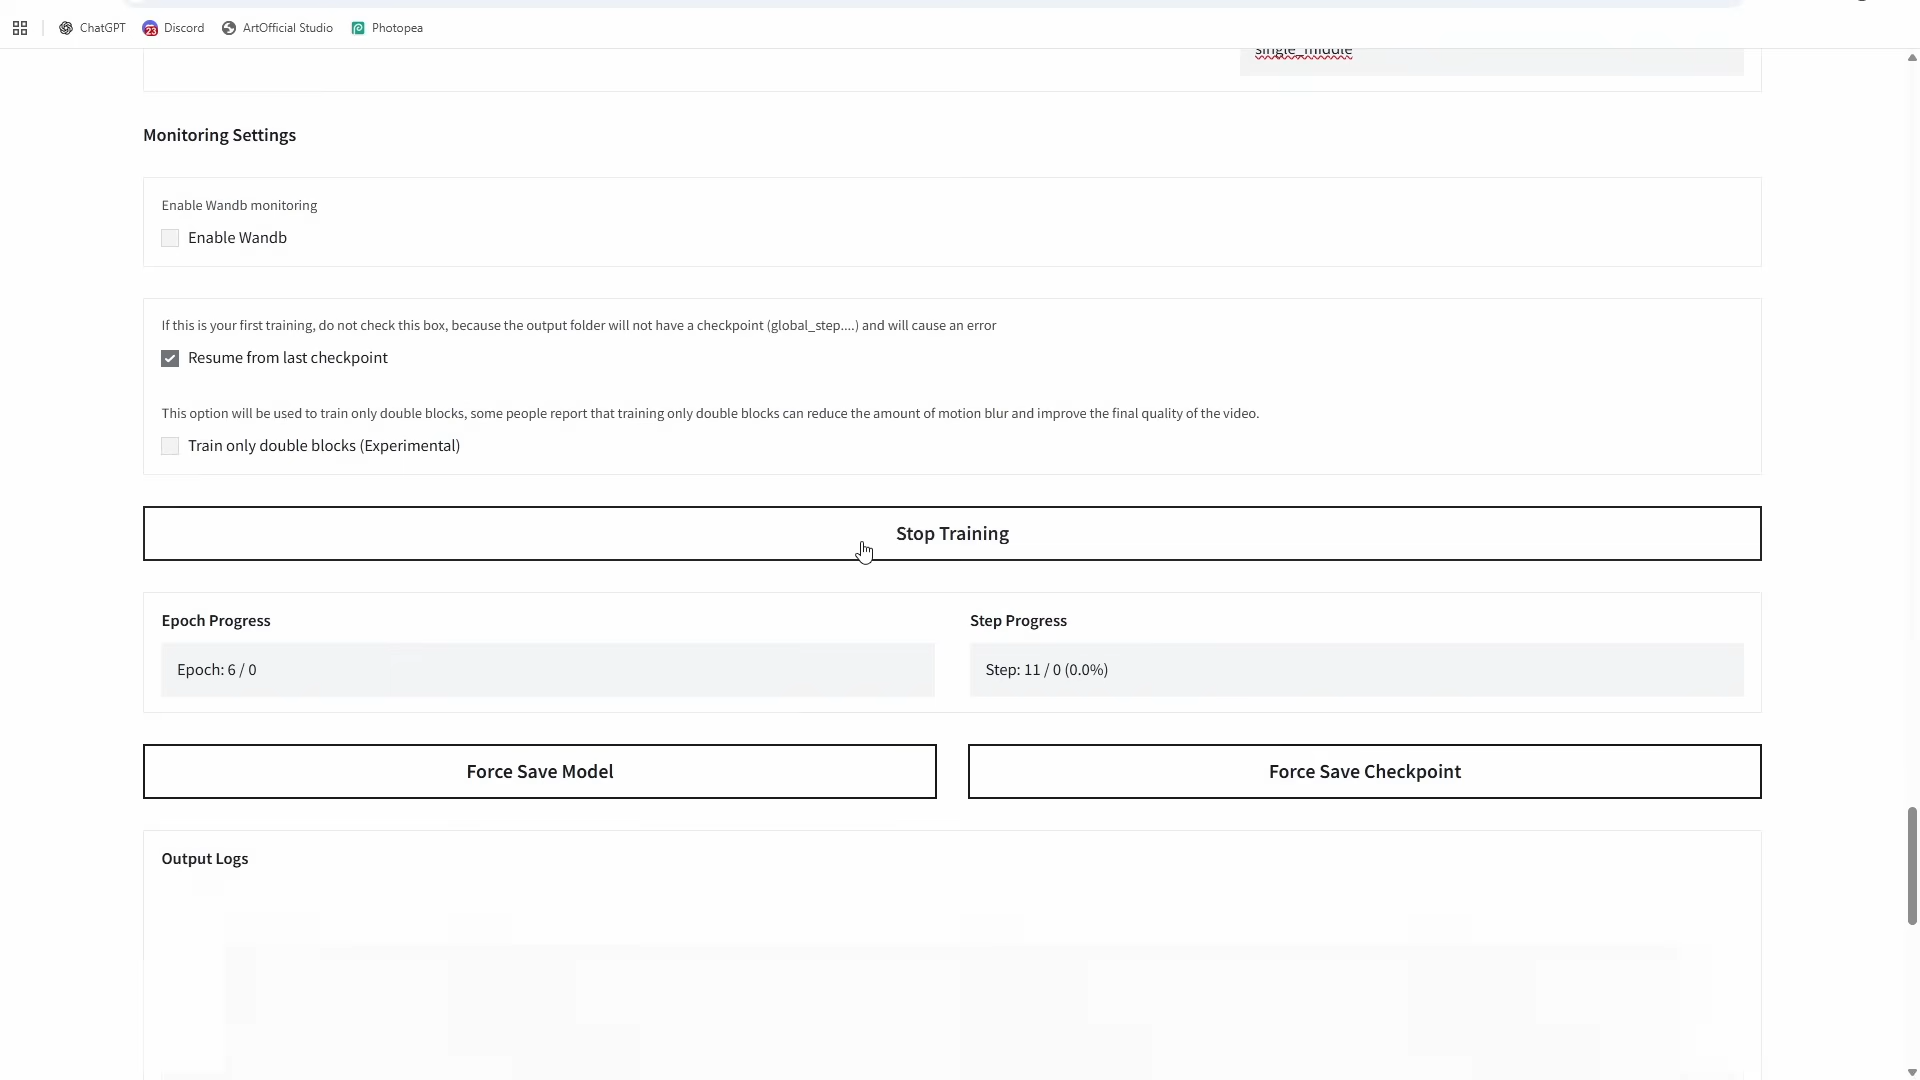 ChatGPT Discord ArtOfficial Studio Photopea
single_middle
Monitoring Settings
Enable Wandb monitoring
Enable Wandb
If this is your first training, do not check this box, because the output folder will not have a checkpoint (global_step....) and will cause an error
Resume from last checkpoint
This option will be used to train only double blocks, some people report that training only double blocks can reduce the amount of motion blur and improve the final quality of the video.
Train only double blocks (Experimental)
Stop Training
Epoch Progress
Step Progress
Epoch: 6 / 0
Step: 11 / 0 (0.0%)
Force Save Model
Force Save Checkpoint
Output Logs